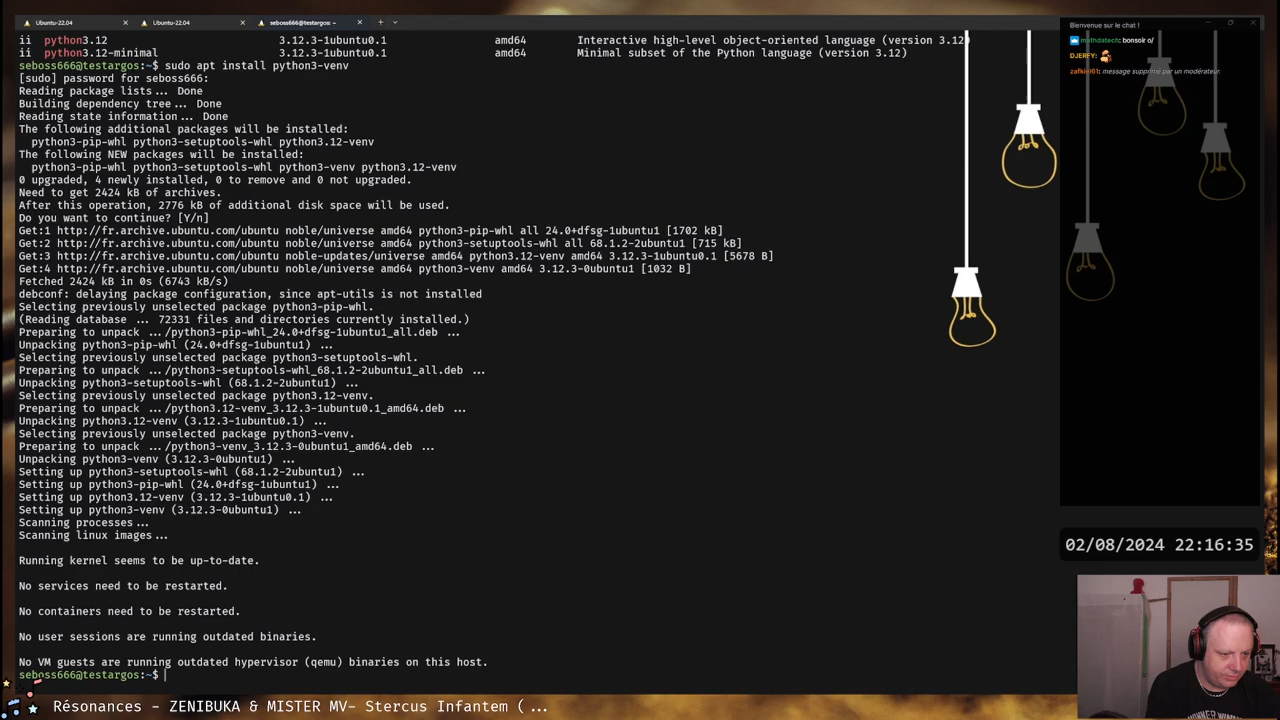 Ubuntu-22.04
Ubuntu-22.04
seboss666@testargos: ~
ii  python3.12    3.12.3-1ubuntu0.1    amd64    Interactive high-level object-oriented language (version 3.12)
ii  python3.12-minimal    3.12.3-1ubuntu0.1    amd64    Minimal subset of the Python language (version 3.12)
seboss666@testargos:~$ sudo apt install python3-venv
[sudo] password for seboss666:
Reading package lists... Done
Building dependency tree... Done
Reading state information... Done
The following additional packages will be installed:
  python3-pip-whl python3-setuptools-whl python3.12-venv
The following NEW packages will be installed:
  python3-pip-whl python3-setuptools-whl python3-venv python3.12-venv
0 upgraded, 4 newly installed, 0 to remove and 0 not upgraded.
Need to get 2424 kB of archives.
After this operation, 2776 kB of additional disk space will be used.
Do you want to continue? [Y/n]
Get:1 http://fr.archive.ubuntu.com/ubuntu noble/universe amd64 python3-pip-whl all 24.0+dfsg-1ubuntu1 [1702 kB]
Get:2 http://fr.archive.ubuntu.com/ubuntu noble/universe amd64 python3-setuptools-whl all 68.1.2-2ubuntu1 [715 kB]
Get:3 http://fr.archive.ubuntu.com/ubuntu noble-updates/universe amd64 python3.12-venv amd64 3.12.3-1ubuntu0.1 [5678 B]
Get:4 http://fr.archive.ubuntu.com/ubuntu noble/universe amd64 python3-venv amd64 3.12.3-0ubuntu1 [1032 B]
Fetched 2424 kB in 0s (6743 kB/s)
debconf: delaying package configuration, since apt-utils is not installed
Selecting previously unselected package python3-pip-whl.
(Reading database ... 72331 files and directories currently installed.)
Preparing to unpack .../python3-pip-whl_24.0+dfsg-1ubuntu1_all.deb ...
Unpacking python3-pip-whl (24.0+dfsg-1ubuntu1) ...
Selecting previously unselected package python3-setuptools-whl.
Preparing to unpack .../python3-setuptools-whl_68.1.2-2ubuntu1_all.deb ...
Unpacking python3-setuptools-whl (68.1.2-2ubuntu1) ...
Selecting previously unselected package python3.12-venv.
Preparing to unpack .../python3.12-venv_3.12.3-1ubuntu0.1_amd64.deb ...
Unpacking python3.12-venv (3.12.3-1ubuntu0.1) ...
Selecting previously unselected package python3-venv.
Preparing to unpack .../python3-venv_3.12.3-0ubuntu1_amd64.deb ...
Unpacking python3-venv (3.12.3-0ubuntu1) ...
Setting up python3-setuptools-whl (68.1.2-2ubuntu1) ...
Setting up python3-pip-whl (24.0+dfsg-1ubuntu1) ...
Setting up python3.12-venv (3.12.3-1ubuntu0.1) ...
Setting up python3-venv (3.12.3-0ubuntu1) ...
Scanning processes...
Scanning linux images...
Running kernel seems to be up-to-date.
No services need to be restarted.
No containers need to be restarted.
No user sessions are running outdated binaries.
No VM guests are running outdated hypervisor (qemu) binaries on this host.
seboss666@testargos:~$
Bienvenue sur le chat !
mathdatech: bonsoir o/
DJERFY:
zafkiel61: message supprimé par un modérateur.
02/08/2024 22:16:35
Résonances - ZENIBUKA & MISTER MV- Stercus Infantem (...